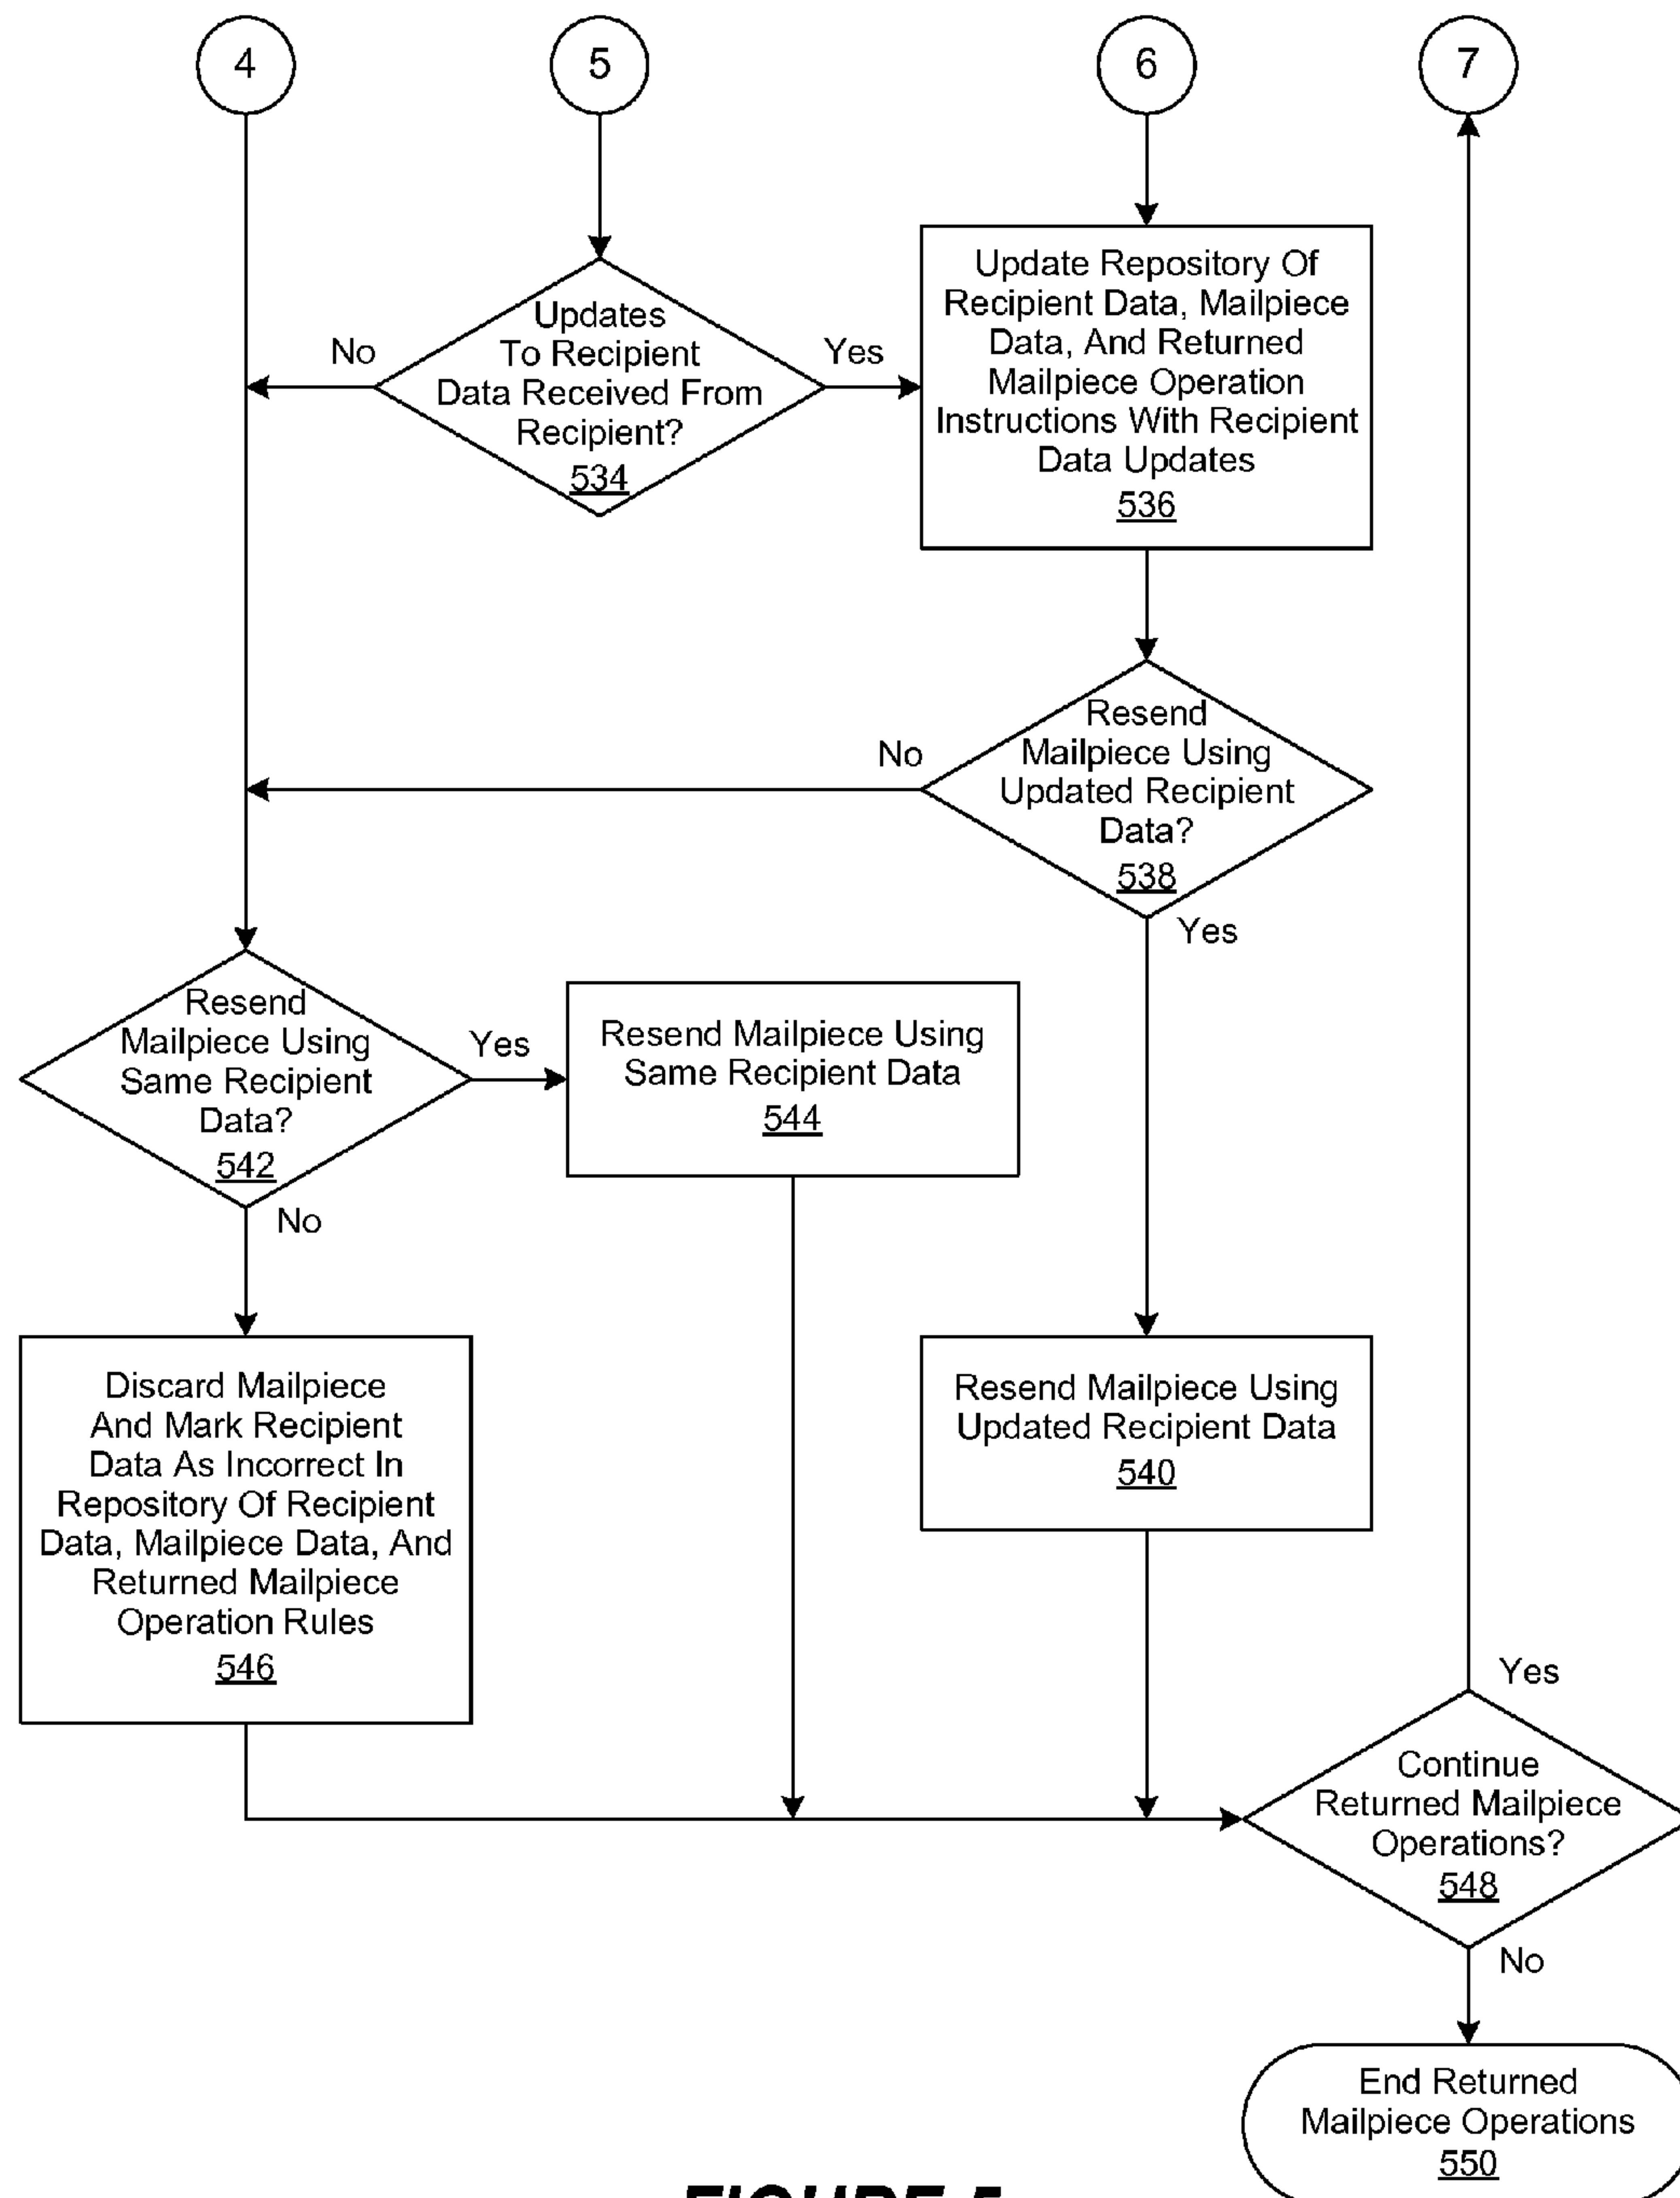 4
5
6
7
Updates
To Recipient
Data Received From
Recipient?
534
No
Yes
Update Repository Of
Recipient Data, Mailpiece
Data, And Returned
Mailpiece Operation
Instructions With Recipient
Data Updates
536
Resend
Mailpiece Using
Updated Recipient
Data?
538
No
Yes
Resend
Mailpiece Using
Same Recipient
Data?
542
Yes
No
Resend Mailpiece Using
Same Recipient Data
544
Discard Mailpiece
And Mark Recipient
Data As Incorrect In
Repository Of Recipient
Data, Mailpiece Data, And
Returned Mailpiece
Operation Rules
546
Resend Mailpiece Using
Updated Recipient Data
540
Yes
Continue
Returned Mailpiece
Operations?
548
No
End Returned
Mailpiece Operations
550